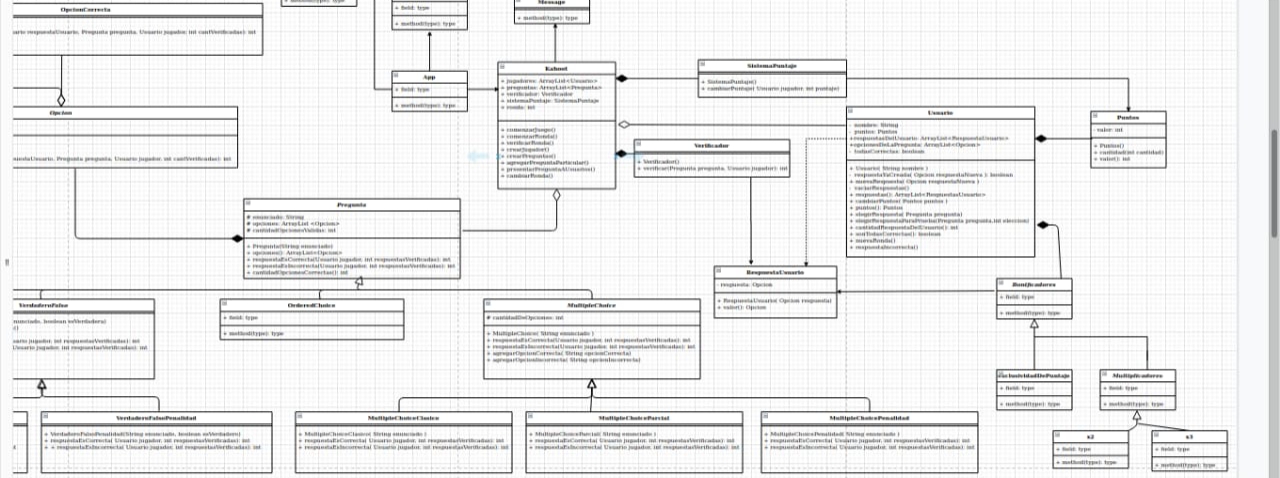 OpcionCorrecta
ario respuestaUsuario, Pregunta pregunta, Usuario jugador, int cantVerificadas): int
+ field: type
+ method(type): type
Message
+ method(type): type
App
+ field: type
+ method(type): type
Kahoot
+ jugadores: ArrayList<Usuario>
+ preguntas: ArrayList<Pregunta>
+ verificador: Verificador
+ sistemaPuntaje: SistemaPuntaje
+ ronda: int
+ comenzarJuego()
+ comenzarRonda()
+ verificarRonda()
+ crearJugador()
+ crearPreguntas()
+ agregarPreguntaParticular()
+ presentarPreguntaAUsuarios()
+ cambiarRonda()
SistemaPuntaje
+ SistemaPuntaje()
+ cambiarPuntaje( Usuario jugador, int puntaje)
Opcion
uestaUsuario, Pregunta pregunta, Usuario jugador, int cantVerificadas): int
Verificador
+ Verificador()
+ verificar(Pregunta pregunta, Usuario jugador): int
Usuario
- nombre: String
- puntos: Puntos
+respuestasDelUsuario: ArrayList<RespuestaUsuario>
+opcionesDeLaPregunta: ArrayList<Opcion>
- todasCorrectas: boolean
+ Usuario( String nombre )
- respuestaYaCreada( Opcion respuestaNueva ): boolean
+ nuevaRespuesta( Opcion respuestaNueva )
- vaciarRespuestas()
+ respuestas(): ArrayList<RespuestasUsuario>
+ cambiarPuntos( Puntos puntos )
+ puntos(): Puntos
+ elegirRespuesta( Pregunta pregunta)
+ elegirRespuestaParaPrueba(Pregunta pregunta,int eleccion)
+ cantidadRespuestaDelUsuario(): int
+ sonTodasCorrectas(): boolean
+ nuevaRonda()
+ respuestaIncorrecta()
Puntos
- valor: int
+ Puntos()
+ cantidad(int cantidad)
+ valor(): int
Pregunta
# enunciado: String
# opciones: ArrayList <Opcion>
# cantidadOpcionesValidas: int
+ Pregunta(String enunciado)
+ opciones(): ArrayList<Opcion>
+ respuestaEsCorrecta(Usuario jugador, int respuestasVerificadas): int
+ respuestaEsIncorrecta(Usuario jugador, int respuestasVerificadas): int
+ cantidadOpcionesCorrectas(): int
RespuestaUsuario
- respuesta: Opcion
+ RespuestaUsuario( Opcion respuesta)
+ valor(): Opcion
Bonificadores
+ field: type
+ method(type): type
VerdaderoFalso
nunciado, boolean esVerdadera)
()
ario jugador, int respuestasVerificadas): int
Usuario jugador, int respuestasVerificadas): int
OrderedChoice
+ field: type
+ method(type): type
MultipleChoice
# cantidadDeOpciones: int
+ MultipleChoice( String enunciado )
+ respuestaEsCorrecta(Usuario jugador, int respuestasVerificadas): int
+ respuestaEsIncorrecta(Usuario jugador, int respuestasVerificadas): int
+ agregarOpcionCorrecta( String opcionCorrecta)
+ agregarOpcionIncorrecta( String opcionIncorrecta)
+ field: type
+ method(type): type
Multiplicadores
+ field: type
+ method(type): type
VerdaderoFalsoPenalidad
+ VerdaderoFalsoPenalidad(String enunciado, boolean esVerdadera)
+ respuestaEsCorrecta( Usuario jugador, int respuestasVerificadas): int
+ + respuestaEsIncorrecta( Usuario jugador, int respuestasVerificadas): int
MultipleChoiceClasico
+ MultipleChoiceClasico( String enunciado )
+ respuestaEsCorrecta( Usuario jugador, int respuestasVerificadas): int
+ respuestaEsIncorrecta( Usuario jugador, int respuestasVerificadas): int
MultipleChoiceParcial
+ MultipleChoiceParcial( String enunciado )
+ respuestaEsCorrecta( Usuario jugador, int respuestasVerificadas): int
+ respuestaEsIncorrecta( Usuario jugador, int respuestasVerificadas): int
MultipleChoicePenalidad
+ MultipleChoicePenalidad( String enunciado )
+ respuestaEsCorrecta( Usuario jugador, int respuestasVerificadas): int
+ respuestaEsIncorrecta( Usuario jugador, int respuestasVerificadas): int
x2
+ field: type
+ method(type): type
x3
+ field: type
+ method(type): type